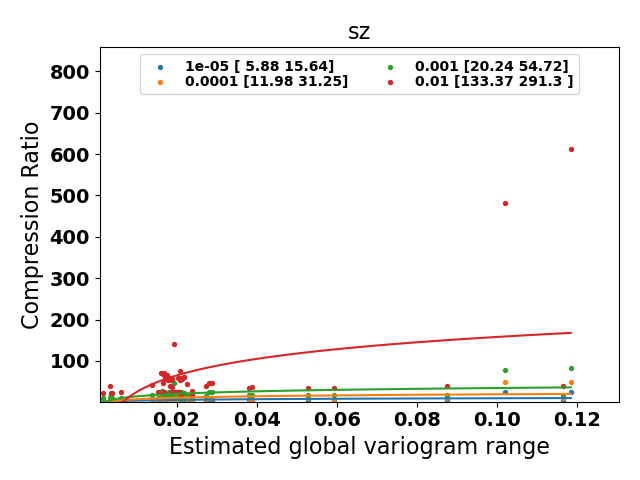 sz
1e-05 [ 5.88 15.64]
0.0001 [11.98 31.25]
0.001 [20.24 54.72]
0.01 [133.37 291.3 ]
Compression Ratio
800
700
600
500
400
300
200
100
0.02 0.04 0.06 0.08 0.10 0.12
Estimated global variogram range